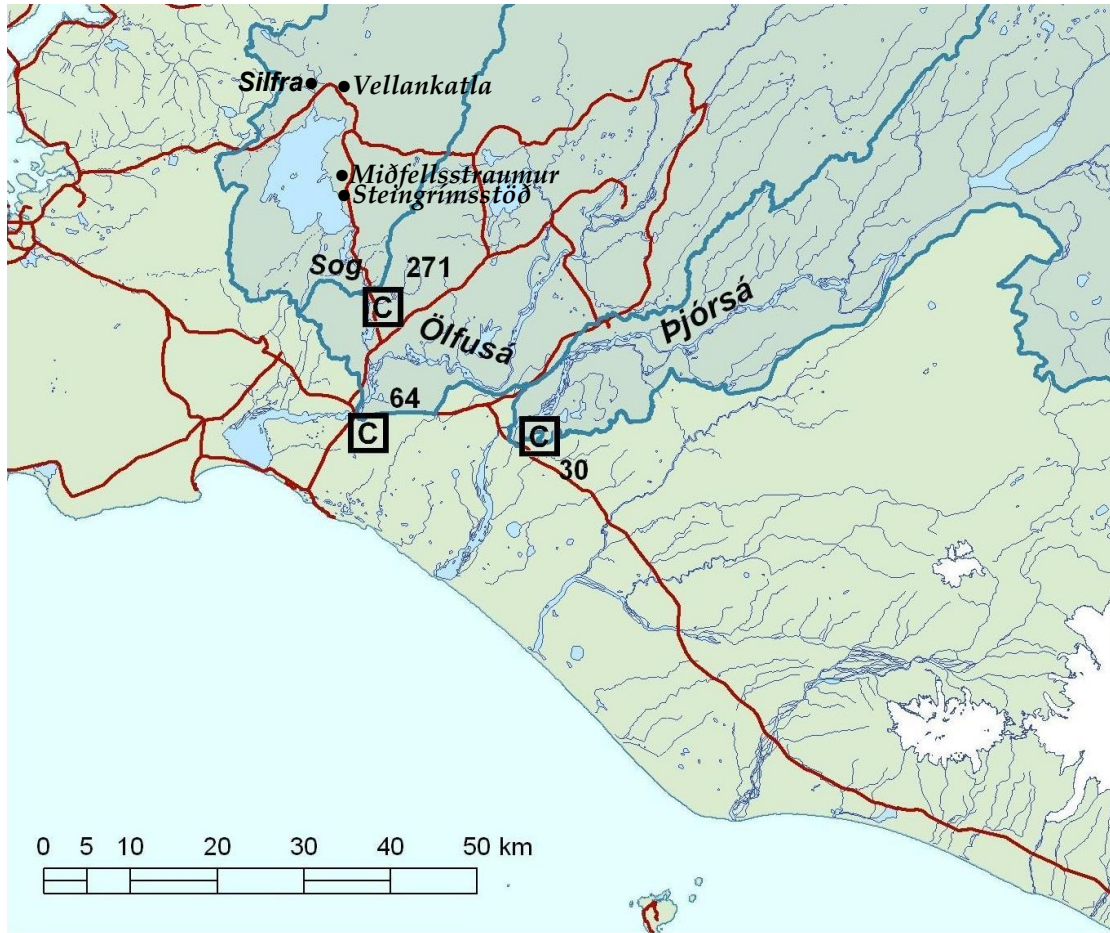 Silfra
Vellankatla
Miðfellsstraumur
Steingrímsstöð
Sog
271
C
Ölfusá
Þjórsá
64
C
C
30
0 5 10 20 30 40 50 km